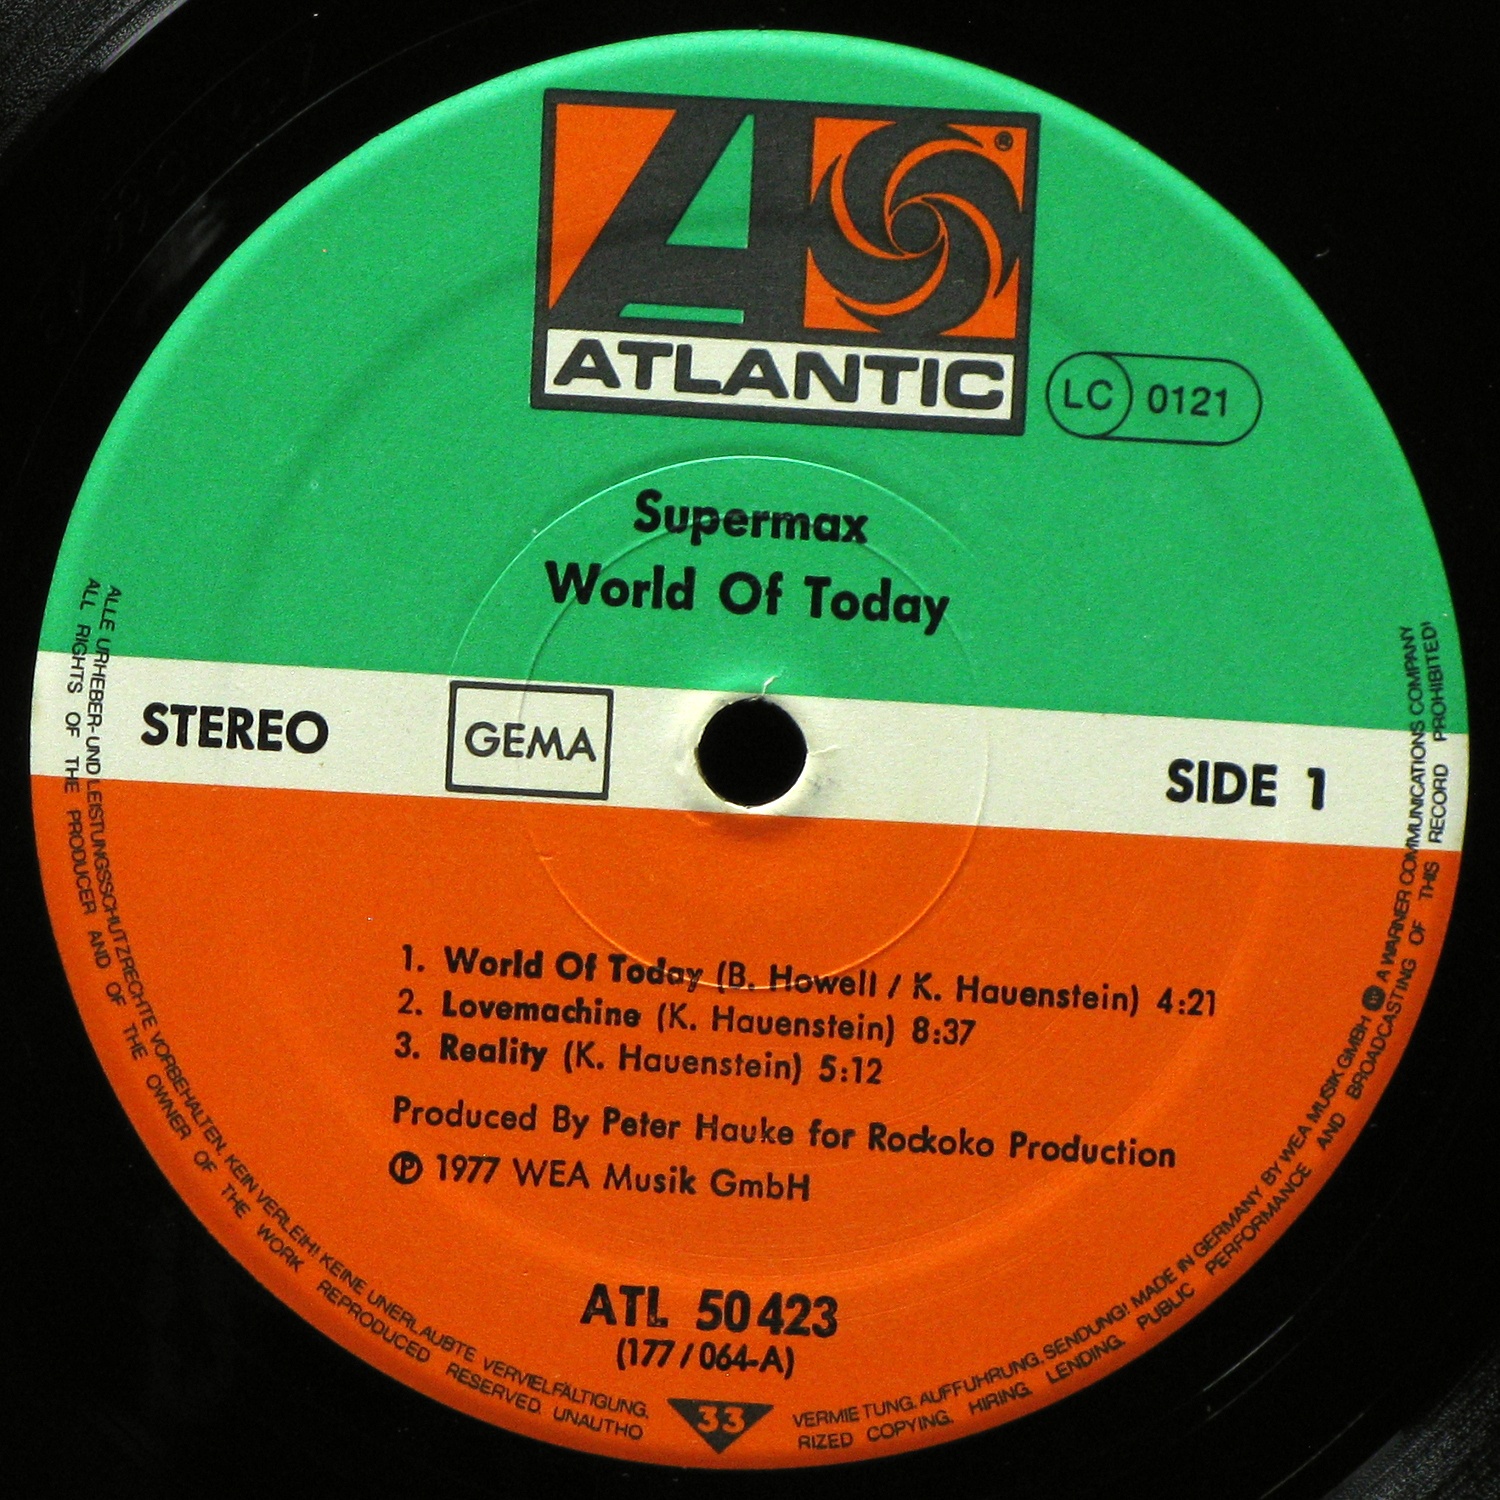 ATLANTIC
®
LC 0121
Supermax
World Of Today
STEREO
GEMA
SIDE 1
1. World Of Today (B. Howell / K. Hauenstein) 4:21
2. Lovemachine (K. Hauenstein) 8:37
3. Reality (K. Hauenstein) 5:12
Produced By Peter Hauke for Rockoko Production
℗ 1977 WEA Musik GmbH
ATL 50 423
(177 / 064-A)
33
ALLE URHEBER- UND LEISTUNGSSCHUTZRECHTE VORBEHALTEN. KEIN VERLEIH! KEINE UNERLAUBTE VERVIELFÄLTIGUNG, VERMIETUNG, AUFFUHRUNG, SENDUNG! MADE IN GERMANY BY WEA MUSIK GMBH A WARNER COMMUNICATIONS COMPANY
ALL RIGHTS OF THE PRODUCER AND OF THE OWNER OF THE WORK REPRODUCED RESERVED. UNAUTHORIZED COPYING, HIRING, LENDING, PUBLIC PERFORMANCE AND BROADCASTING OF THIS RECORD PROHIBITED!